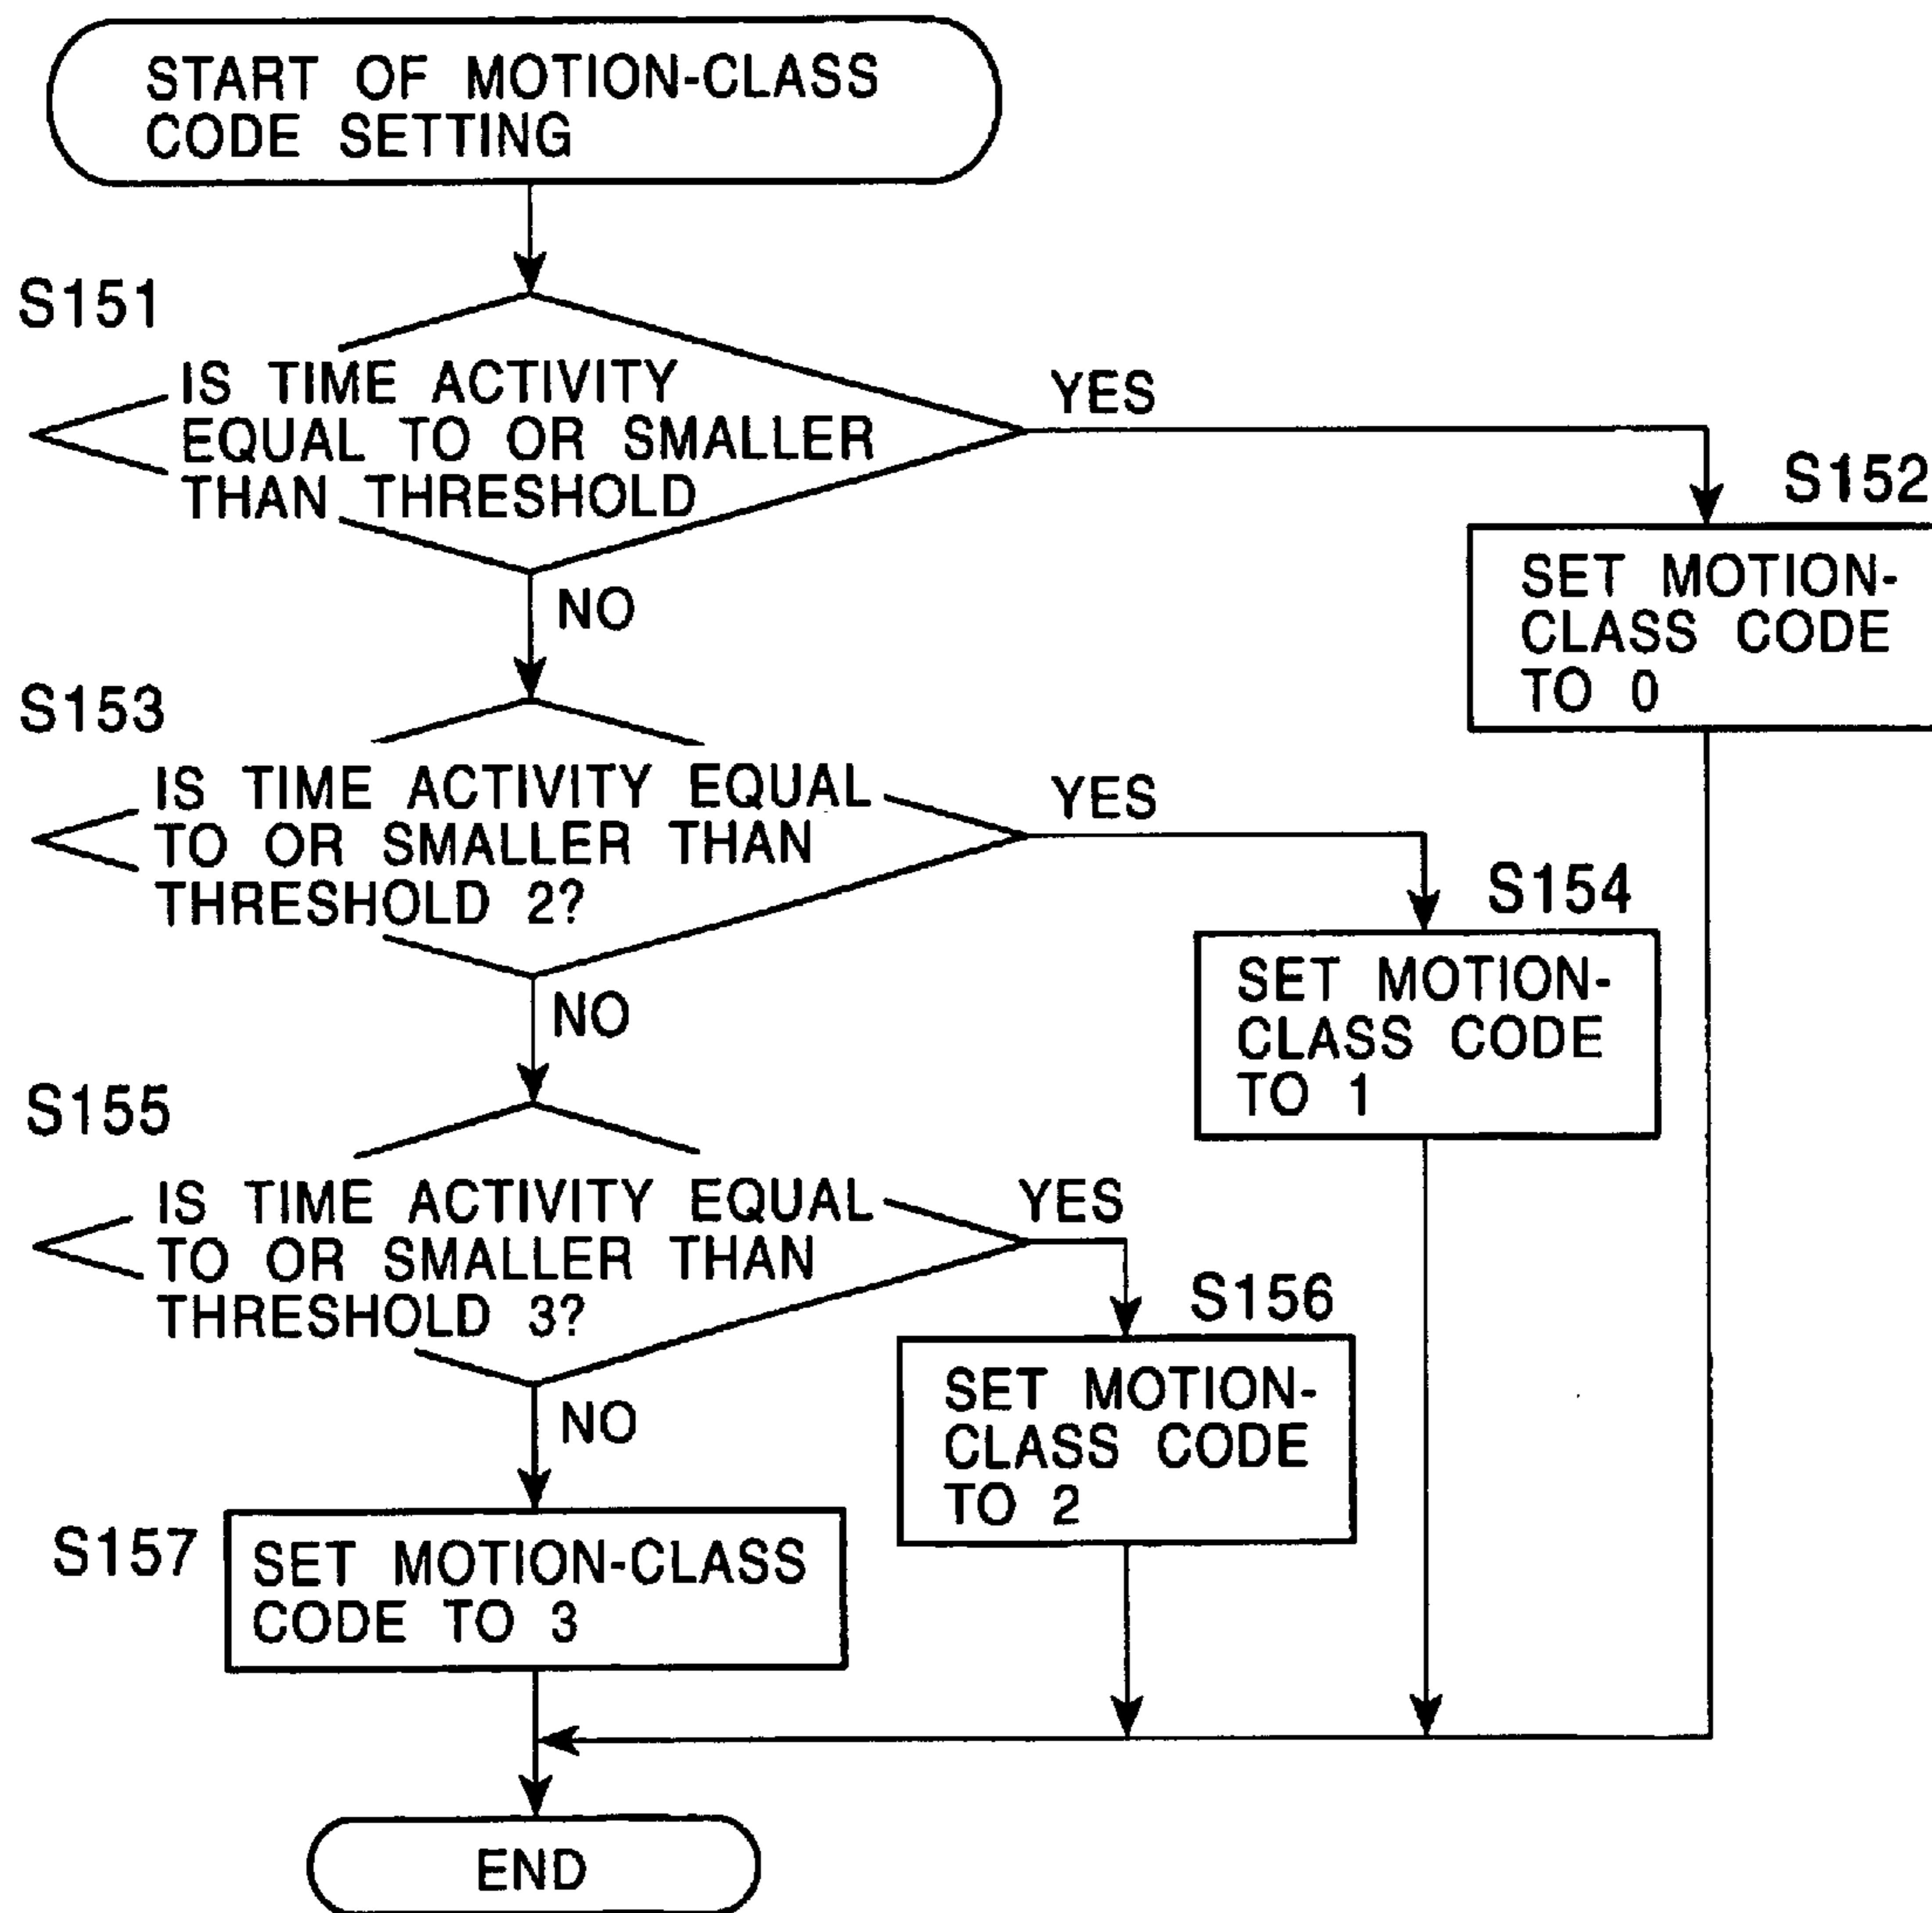 START OF MOTION-CLASS
CODE SETTING
S151
IS TIME ACTIVITY
EQUAL TO OR SMALLER
THAN THRESHOLD
YES
S152
SET MOTION-
CLASS CODE
TO 0
NO
S153
IS TIME ACTIVITY EQUAL
TO OR SMALLER THAN
THRESHOLD 2?
YES
S154
SET MOTION-
CLASS CODE
TO 1
NO
S155
IS TIME ACTIVITY EQUAL
TO OR SMALLER THAN
THRESHOLD 3?
YES
S156
SET MOTION-
CLASS CODE
TO 2
NO
S157
SET MOTION-CLASS
CODE TO 3
END